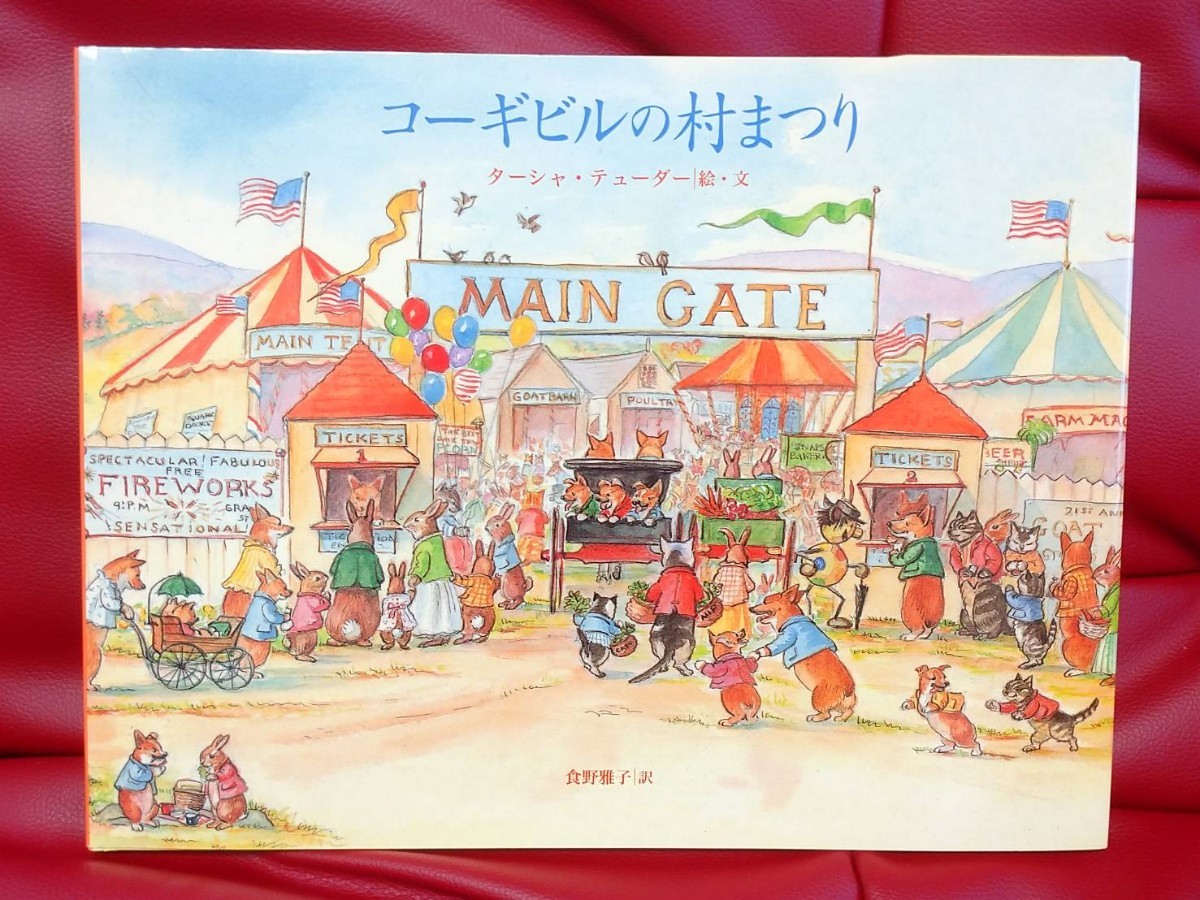 コーギビルの村まつり
ターシャ・テューダー|絵・文
MAIN GATE
MAIN TENT
GOAT BARN
POULTRY
TICKETS
1
TICKETS
2
FARM MAC
SPECTACULAR! FABULOUS
FREE
FIREWORKS
9:PM
SENSATIONAL!
21ST AN
GOAT
食野雅子|訳